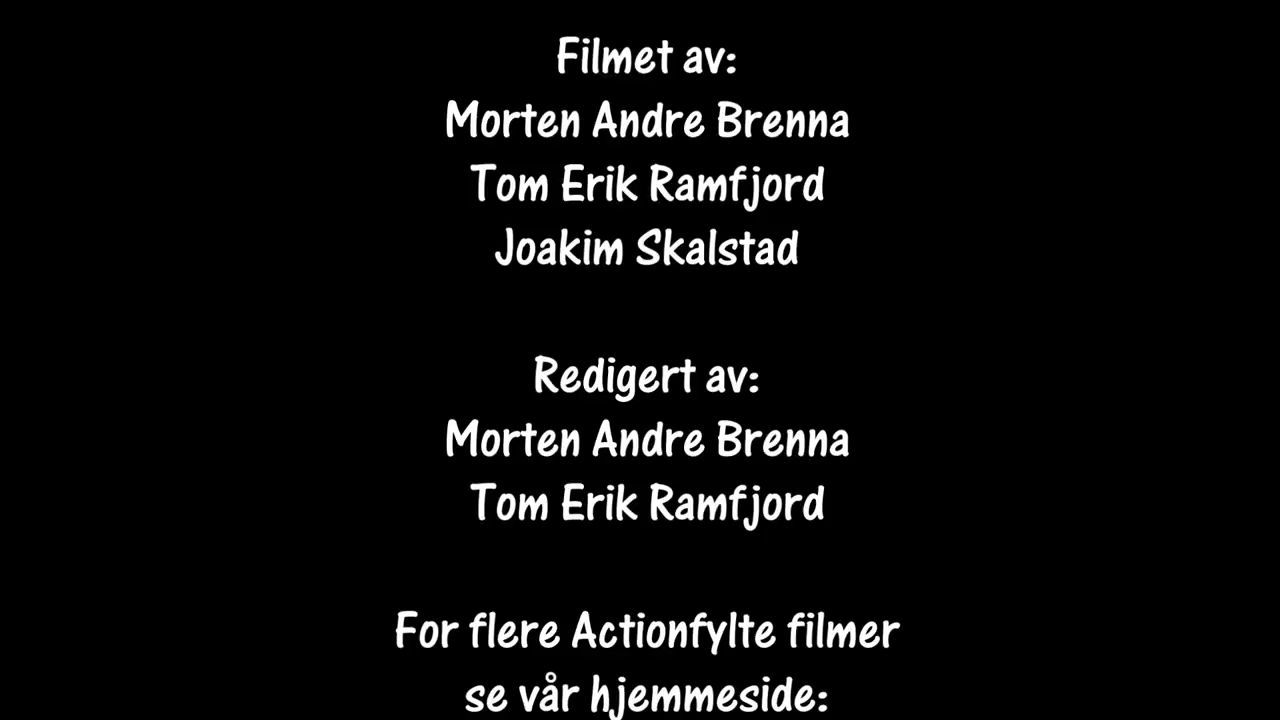 Filmet av:
Morten Andre Brenna
Tom Erik Ramfjord
Joakim Skalstad
Redigert av:
Morten Andre Brenna
Tom Erik Ramfjord
For flere Actionfylte filmer
se vår hjemmeside: